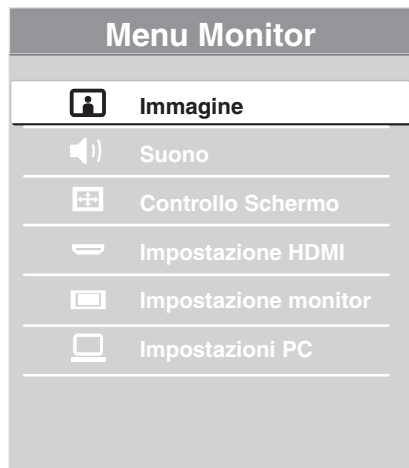 Menu Monitor
Immagine
Suono
Controllo Schermo
Impostazione HDMI
Impostazione monitor
Impostazioni PC